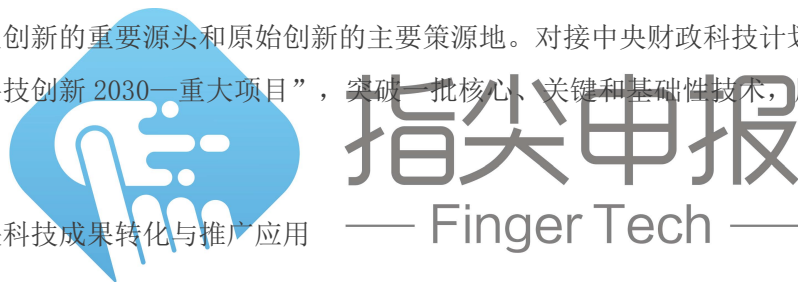 创新的重要源头和原始创新的主要策源地。对接中央财政科技计划
技创新 2030—重大项目”，突破一批核心、关键和基础性技术，
指尖申报
科技成果转化与推广应用
Finger Tech